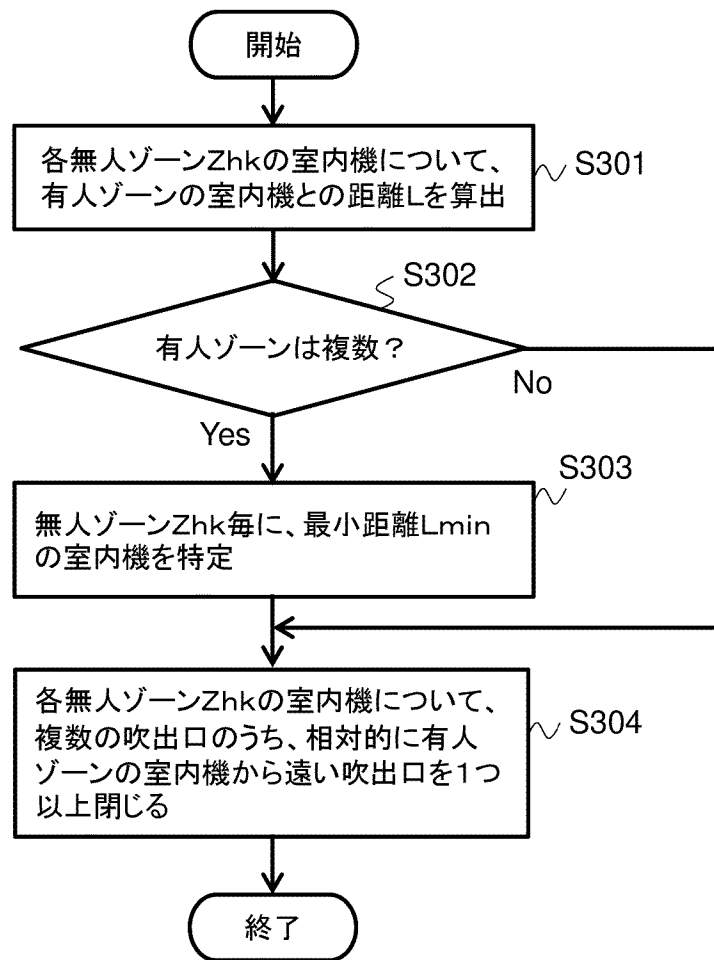 開始
各無人ゾーンZhkの室内機について、
有人ゾーンの室内機との距離Lを算出
S301
S302
有人ゾーンは複数？
No
Yes
S303
無人ゾーンZhk毎に、最小距離Lmin
の室内機を特定
各無人ゾーンZhkの室内機について、
複数の吹出口のうち、相対的に有人
ゾーンの室内機から遠い吹出口を１つ
以上閉じる
S304
終了